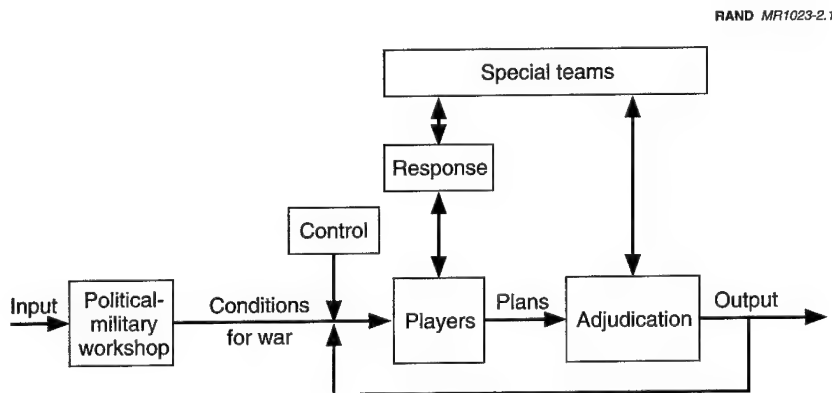 RAND MR1023-2.1
Special teams
Response
Control
Input
Political-
military
workshop
Conditions
for war
Players
Plans
Adjudication
Output